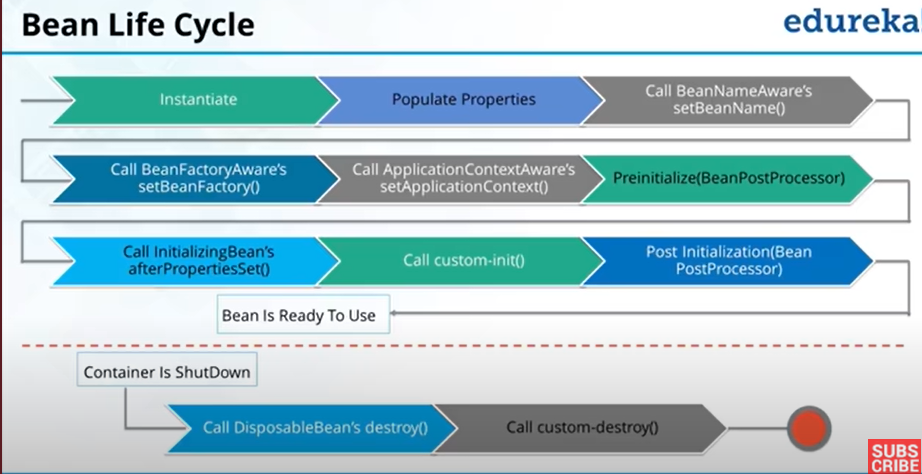 Bean Life Cycle
edureka!
Instantiate
Populate Properties
Call BeanNameAware's
setBeanName()
Call BeanFactoryAware's
setBeanFactory()
Call ApplicationContextAware's
setApplicationContext()
Preinitialize(BeanPostProcessor)
Call InitializingBean's
afterPropertiesSet()
Call custom-init()
Post Initialization(Bean
PostProcessor)
Bean Is Ready To Use
Container Is ShutDown
Call DisposableBean's destroy()
Call custom-destroy()
SUBS
CRIBE